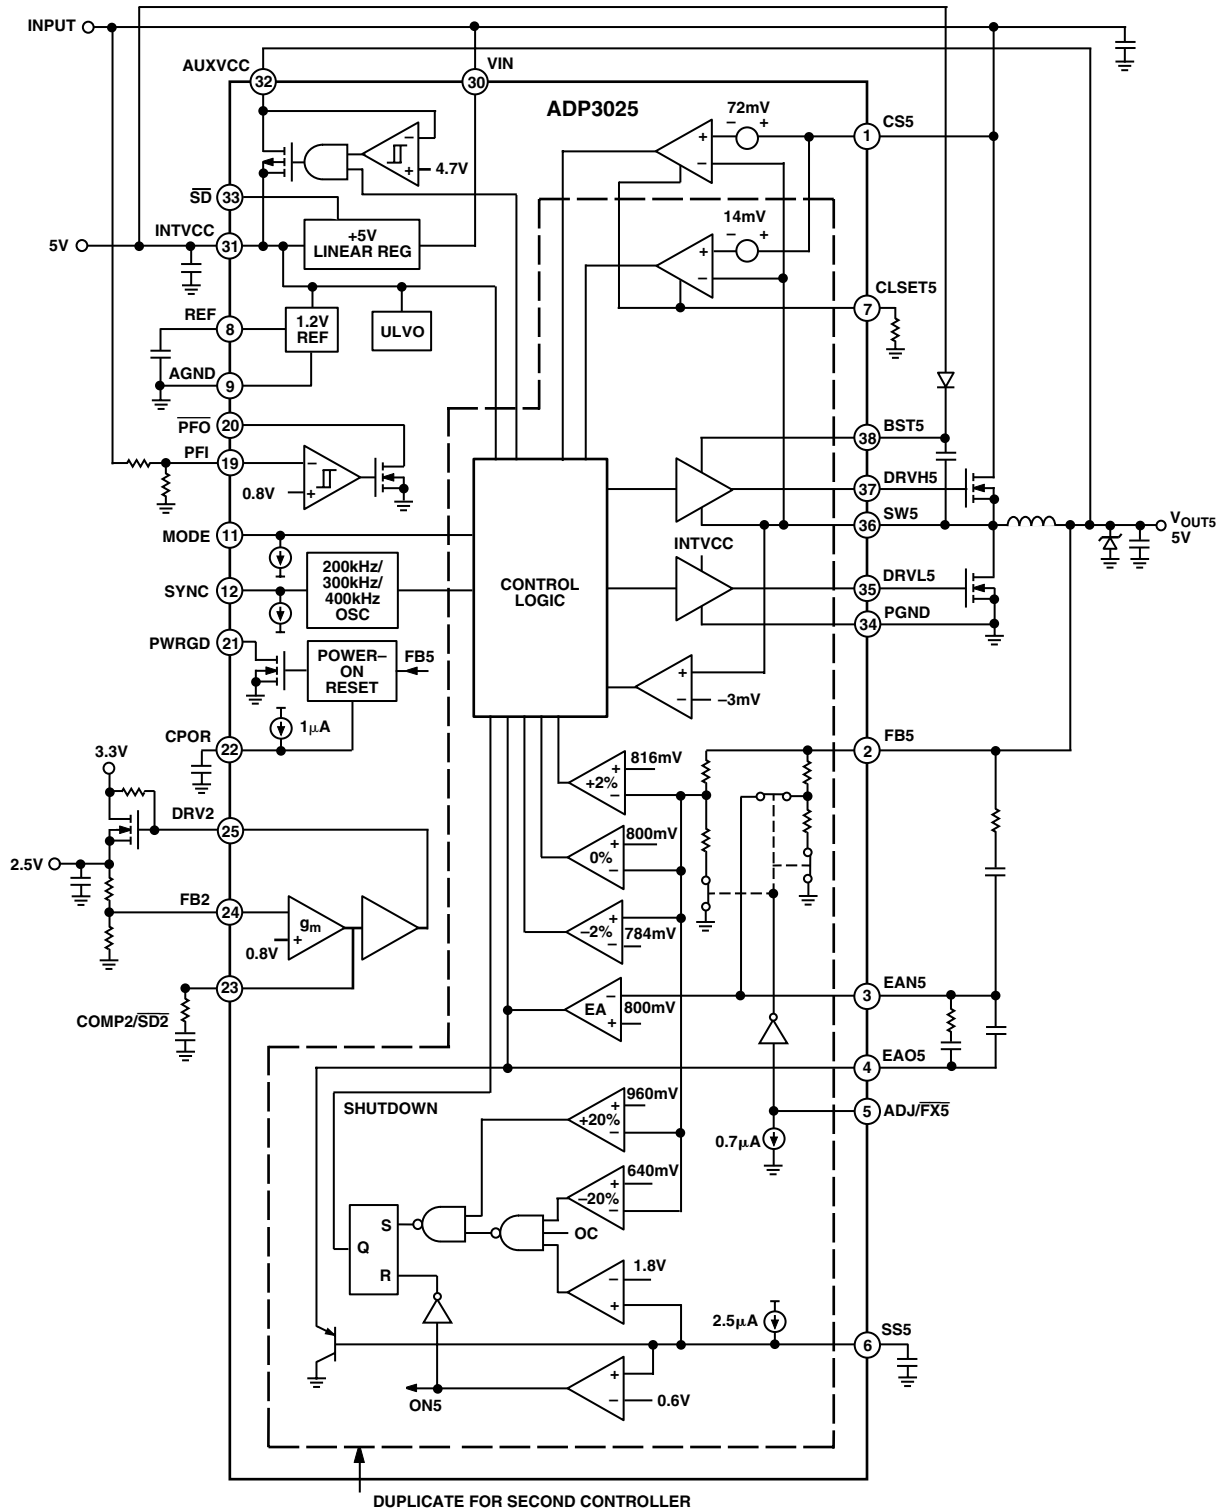 INPUT
AUXVCC
32
VIN
30
ADP3025
72mV
– +
CS5
1
+
–
–
+
4.7V
SD
33
14mV
– +
+
–
INTVCC
5V
31
+5V
LINEAR REG
CLSET5
7
REF
8
1.2V
REF
ULVO
AGND
9
PFO
20
BST5
38
PFI
19
–
+
0.8V
DRVH5
37
SW5
36
VOUT5
5V
MODE
11
INTVCC
CONTROL
LOGIC
SYNC
12
200kHz/
300kHz/
400kHz
OSC
DRVL5
35
PGND
34
PWRGD
21
POWER–
ON
RESET
FB5
+
–
–3mV
1μA
CPOR
22
FB5
2
3.3V
816mV
+
+2%
–
DRV2
25
800mV
+
0%
–
2.5V
FB2
24
gm
+
0.8V
+
–2%
784mV
–
23
COMP2/SD2
EAN5
3
–
EA
800mV
+
EAO5
4
SHUTDOWN
960mV
+
+20%
–
ADJ/FX5
5
0.7μA
640mV
+
–20%
–
S
Q
R
OC
1.8V
–
+
2.5μA
SS5
6
+
–
0.6V
ON5
DUPLICATE FOR SECOND CONTROLLER